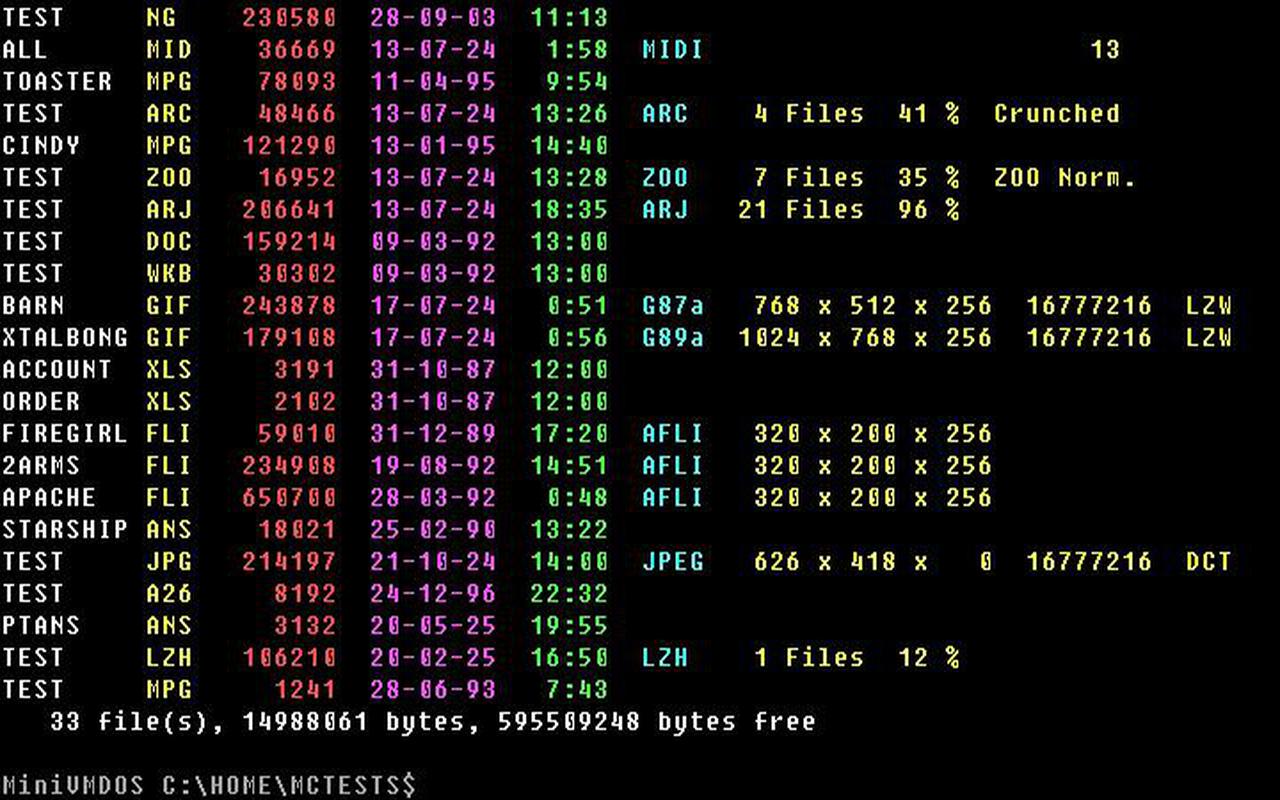 TEST NG 230580 28-09-03 11:13
ALL MID 36669 13-07-24 1:58 MIDI 13
TOASTER MPG 78093 11-04-95 9:54
TEST ARC 48466 13-07-24 13:26 ARC 4 Files 41 % Crunched
CINDY MPG 121290 13-01-95 14:40
TEST ZOO 16952 13-07-24 13:28 ZOO 7 Files 35 % ZOO Norm.
TEST ARJ 206641 13-07-24 18:35 ARJ 21 Files 96 %
TEST DOC 159214 09-03-92 13:00
TEST WKB 30302 09-03-92 13:00
BARN GIF 243878 17-07-24 0:51 G87a 768 x 512 x 256 16777216 LZW
XTALBONG GIF 179108 17-07-24 0:56 G89a 1024 x 768 x 256 16777216 LZW
ACCOUNT XLS 3191 31-10-87 12:00
ORDER XLS 2102 31-10-87 12:00
FIREGIRL FLI 59010 31-12-89 17:20 AFLI 320 x 200 x 256
2ARMS FLI 234908 19-08-92 14:51 AFLI 320 x 200 x 256
APACHE FLI 650700 28-03-92 0:48 AFLI 320 x 200 x 256
STARSHIP ANS 18021 25-02-90 13:22
TEST JPG 214197 21-10-24 14:00 JPEG 626 x 418 x 0 16777216 DCT
TEST A26 8192 24-12-96 22:32
PTANS ANS 3132 20-05-25 19:55
TEST LZH 106210 20-02-25 16:50 LZH 1 Files 12 %
TEST MPG 1241 28-06-93 7:43
33 file(s), 14988061 bytes, 595509248 bytes free
MiniVMDOS C:\HOME\MCTESTS$